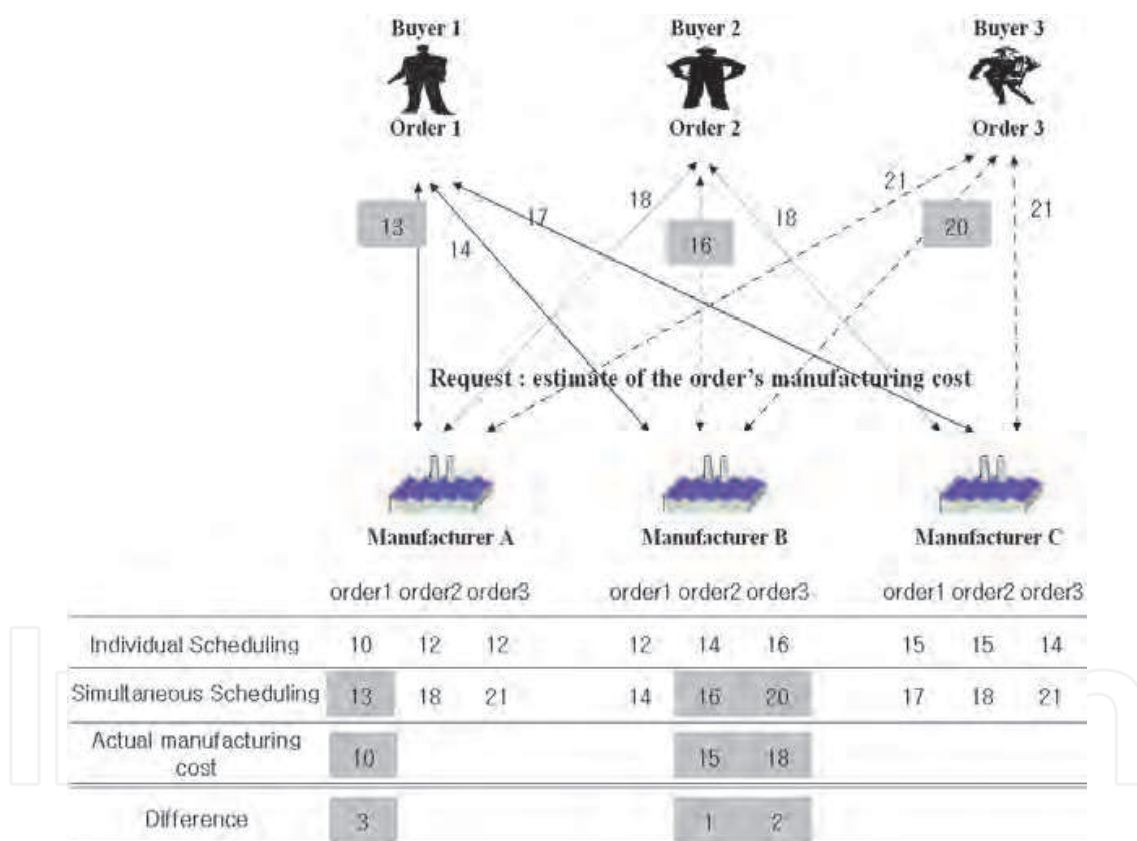 Buyer 1 Buyer 2 Buyer 3
Order 1 Order 2 Order 3
13 14 17 18 16 18 21 20 21
Request : estimate of the order's manufacturing cost
Manufacturer A Manufacturer B Manufacturer C
order1 order2 order3 order1 order2 order3 order1 order2 order3
Individual Scheduling 10 12 12 12 14 16 15 15 14
Simultaneous Scheduling 13 18 21 14 16 20 17 18 21
Actual manufacturing
cost 10 15 18
Difference 3 1 2